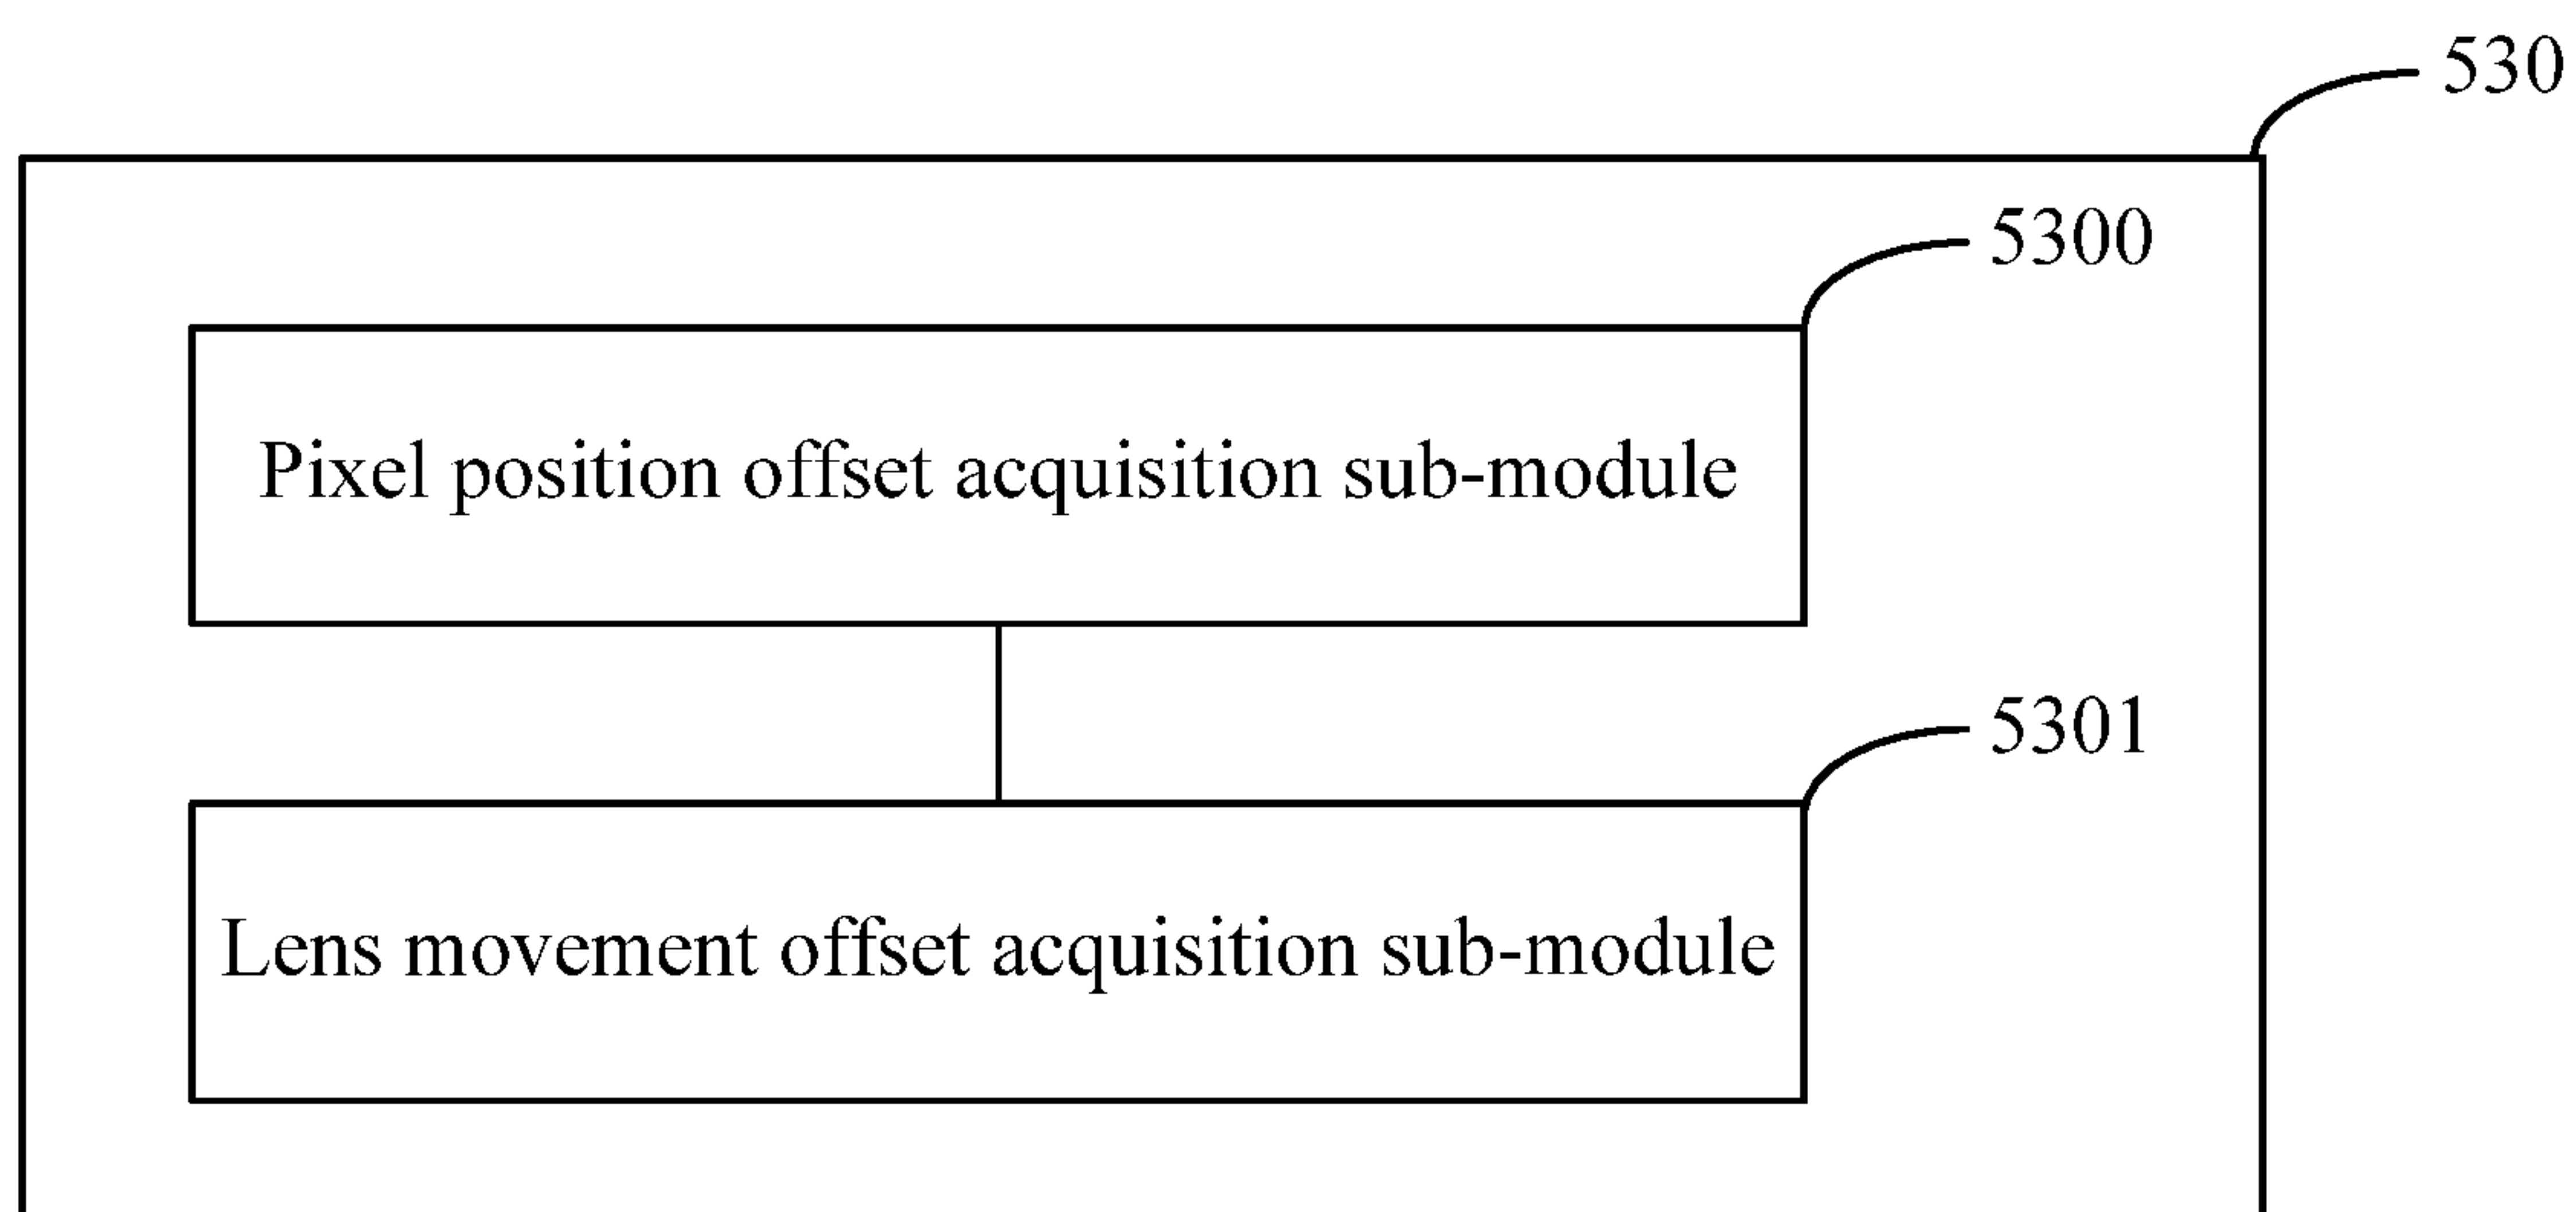 530
5300
Pixel position offset acquisition sub-module
5301
Lens movement offset acquisition sub-module